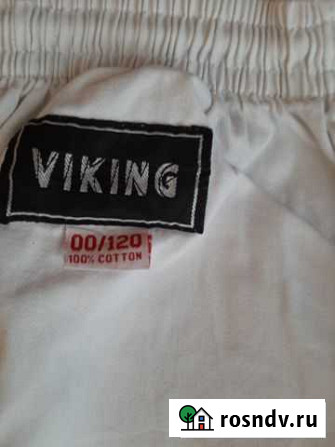 VIKING
00/120
100% COTTON
rosndv.ru